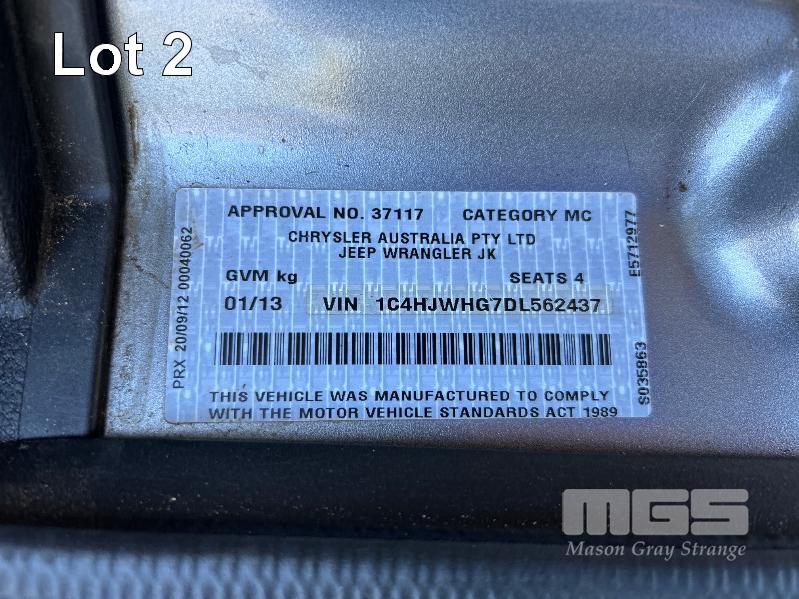 Lot 2
APPROVAL NO. 37117 CATEGORY MC
CHRYSLER AUSTRALIA PTY LTD
JEEP WRANGLER JK
GVM kg SEATS 4
01/13 VIN 1C4HJWHG7DL562437
THIS VEHICLE WAS MANUFACTURED TO COMPLY
WITH THE MOTOR VEHICLE STANDARDS ACT 1989
PRX 20/09/12 00040062
E5712977
S035863
MGS
Mason Gray Strange